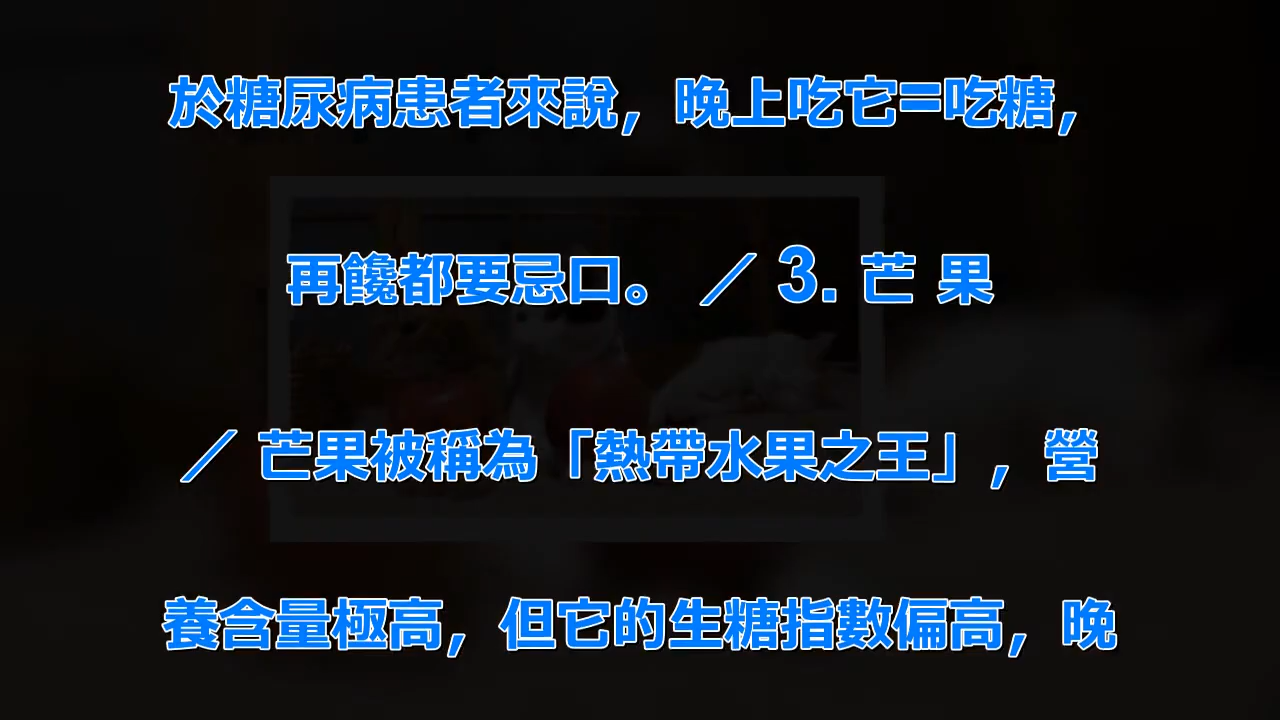 於糖尿病患者來說，晚上吃它=吃糖，
再饞都要忌口。 ／ 3. 芒 果
／ 芒果被稱為「熱帶水果之王」，營
養含量極高，但它的生糖指數偏高，晚